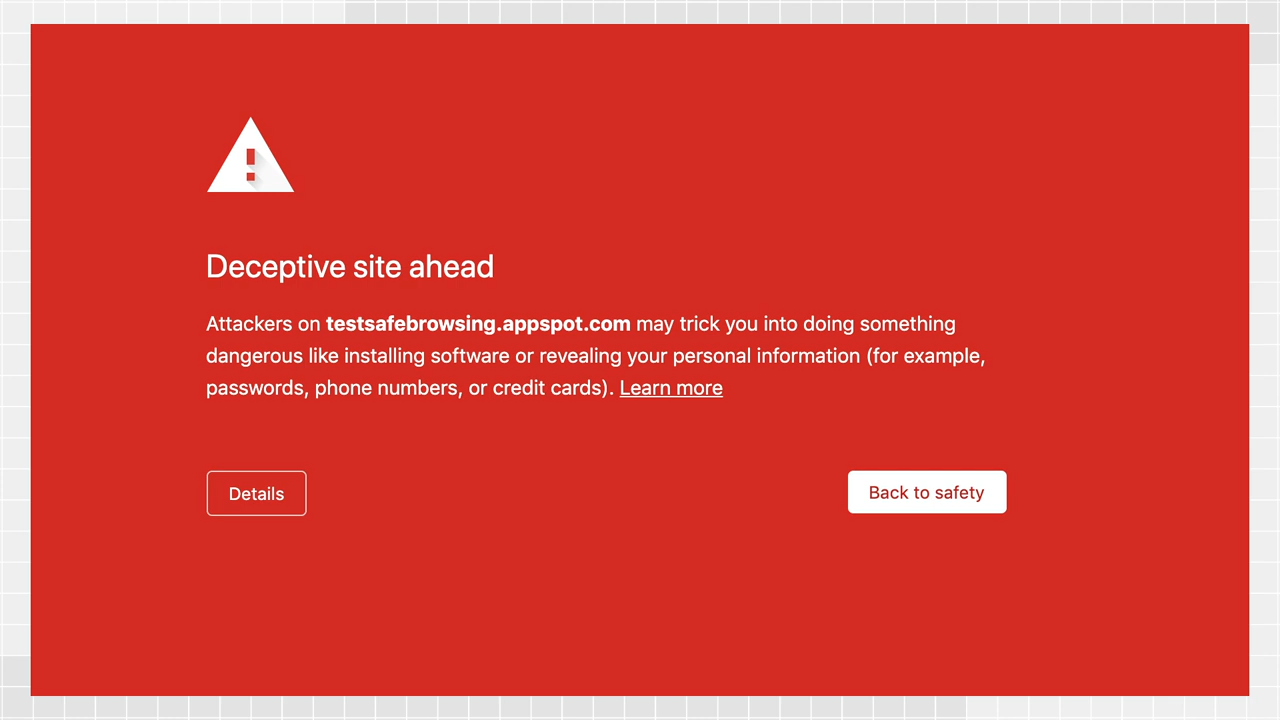 Deceptive site ahead
Attackers on testsafebrowsing.appspot.com may trick you into doing something
dangerous like installing software or revealing your personal information (for example,
passwords, phone numbers, or credit cards). Learn more
Details
Back to safety